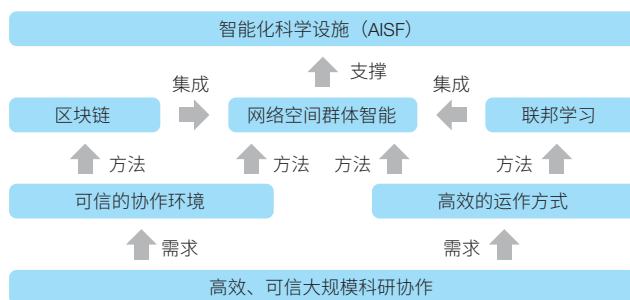 智能化科学设施（AISF）
支撑
集成
集成
区块链
网络空间群体智能
联邦学习
方法
方法
方法
方法
可信的协作环境
高效的运作方式
需求
需求
高效、可信大规模科研协作